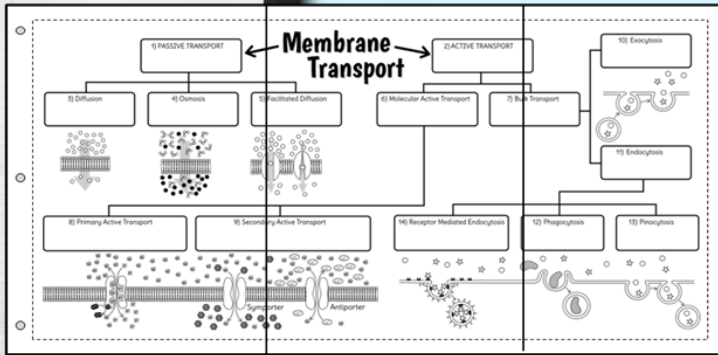 Membrane
Transport
1) PASSIVE TRANSPORT
2) ACTIVE TRANSPORT
10) Exocytosis
3) Diffusion
4) Osmosis
5) Facilitated Diffusion
6) Molecular Active Transport
7) Bulk Transport
11) Endocytosis
8) Primary Active Transport
9) Secondary Active Transport
14) Receptor Mediated Endocytosis
12) Phagocytosis
13) Pinocytosis
Symporter
Antiporter